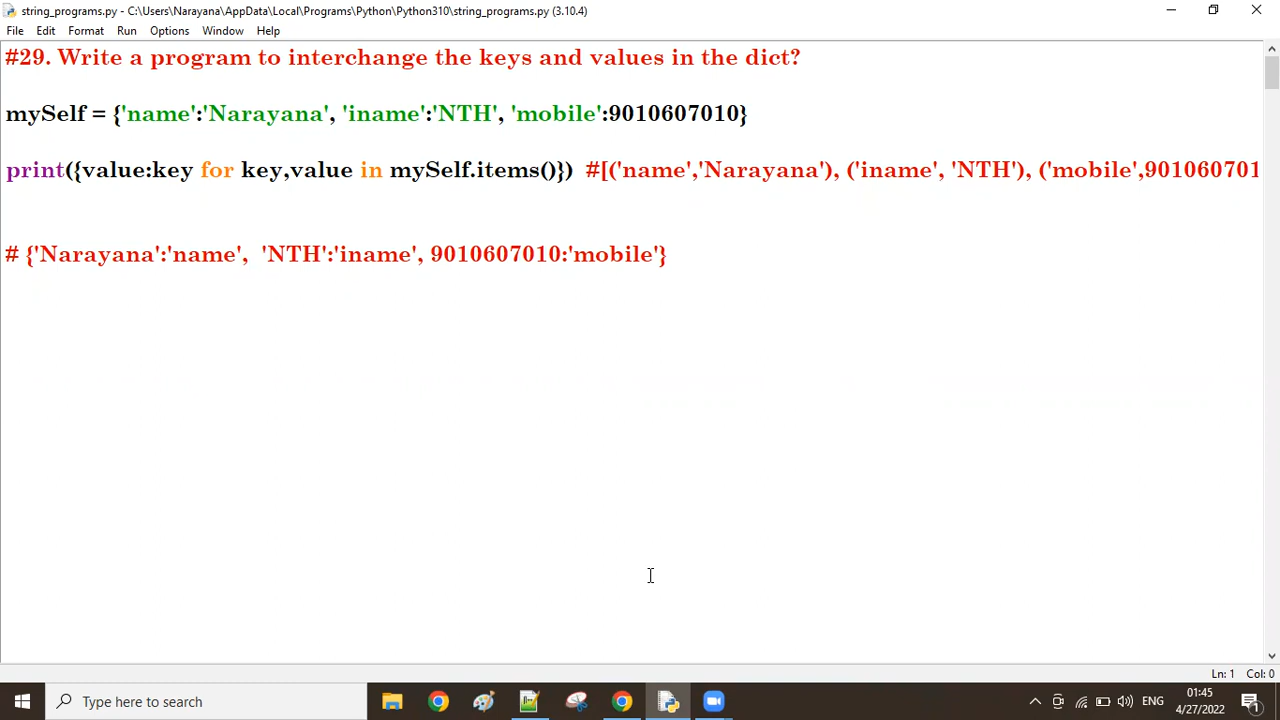 string_programs.py - C:\Users\Narayana\AppData\Local\Programs\Python\Python310\string_programs.py (3.10.4)
File Edit Format Run Options Window Help
#29. Write a program to interchange the keys and values in the dict?
mySelf = {'name':'Narayana', 'iname':'NTH', 'mobile':9010607010}
print({value:key for key,value in mySelf.items()}) #[('name','Narayana'), ('iname', 'NTH'), ('mobile',901060701
# {'Narayana':'name', 'NTH':'iname', 9010607010:'mobile'}
Ln: 1 Col: 0
Type here to search
ENG
01:45
4/27/2022
1